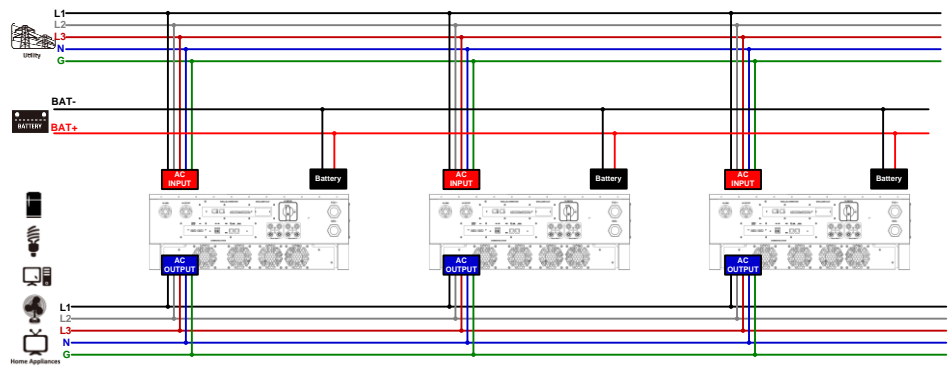 L1
L2
L3
N
G
Utility
BAT-
BATTERY
BAT+
AC
INPUT
Battery
AC
INPUT
Battery
AC
INPUT
Battery
AC
OUTPUT
AC
OUTPUT
AC
OUTPUT
L1
L2
L3
N
G
Home Appliances